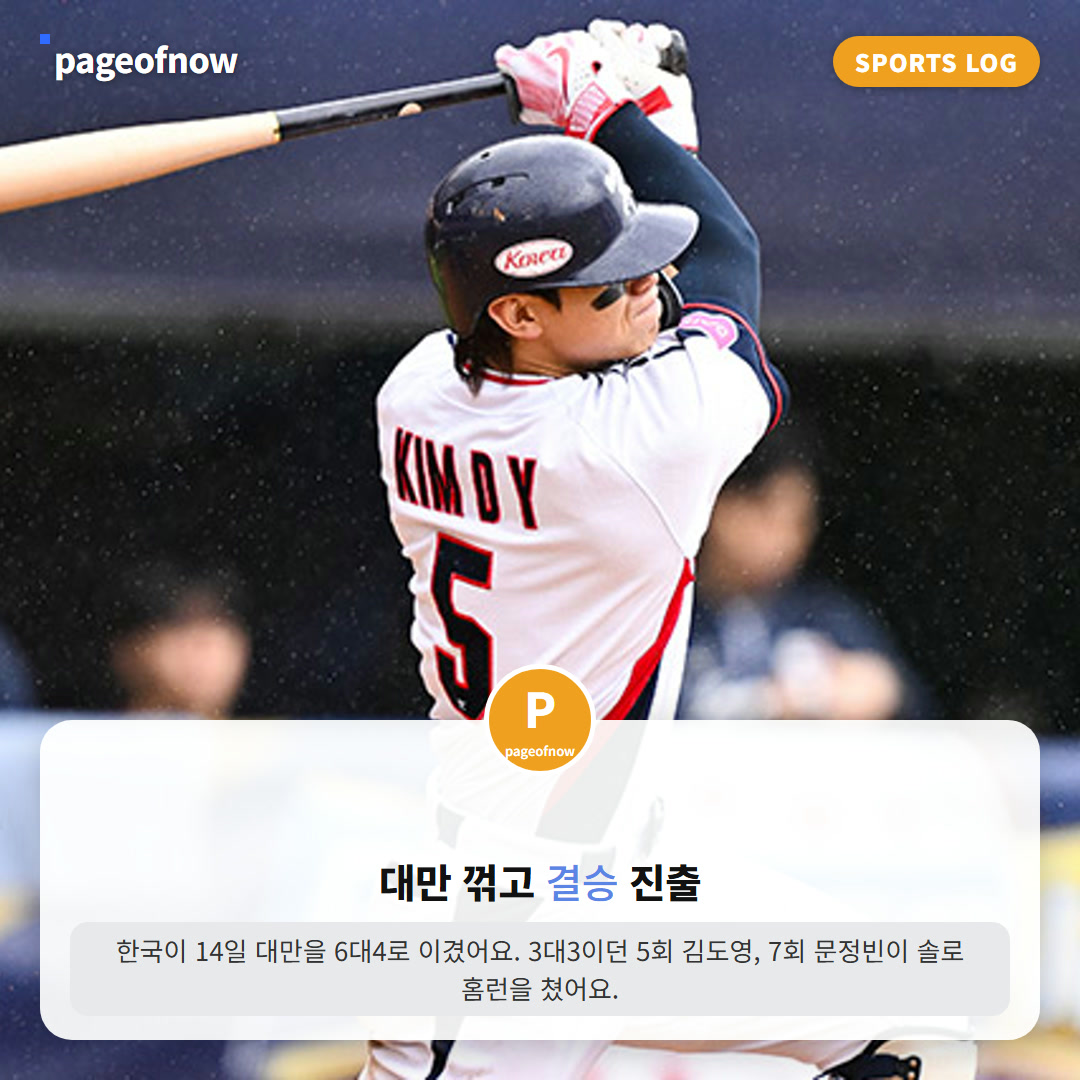 pageofnow
SPORTS LOG
Korea
KIM D Y
5
P
pageofnow
대만 꺾고 결승 진출
한국이 14일 대만을 6대4로 이겼어요. 3대3이던 5회 김도영, 7회 문정빈이 솔로
홈런을 쳤어요.